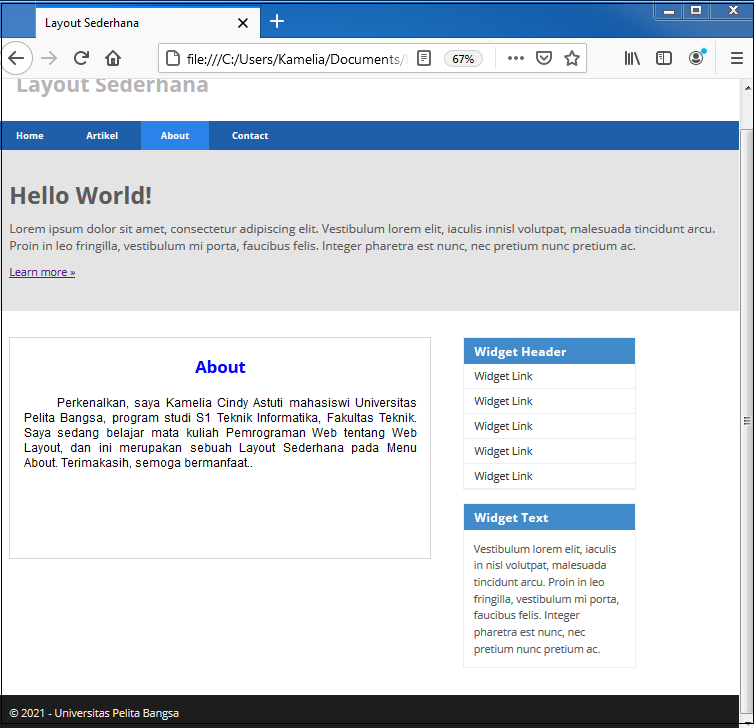 Layout Sederhana
file:///C:/Users/Kamelia/Documents/
67%
Layout Sederhana
Home Artikel About Contact
Hello World!
Lorem ipsum dolor sit amet, consectetur adipiscing elit. Vestibulum lorem elit, iaculis innisl volutpat, malesuada tincidunt arcu.
Proin in leo fringilla, vestibulum mi porta, faucibus felis. Integer pharetra est nunc, nec pretium nunc pretium ac.
Learn more »
About
Perkenalkan, saya Kamelia Cindy Astuti mahasiswi Universitas
Pelita Bangsa, program studi S1 Teknik Informatika, Fakultas Teknik.
Saya sedang belajar mata kuliah Pemrograman Web tentang Web
Layout, dan ini merupakan sebuah Layout Sederhana pada Menu
About. Terimakasih, semoga bermanfaat..
Widget Header
Widget Link
Widget Link
Widget Link
Widget Link
Widget Link
Widget Text
Vestibulum lorem elit, iaculis
in nisl volutpat, malesuada
tincidunt arcu. Proin in leo
fringilla, vestibulum mi porta,
faucibus felis. Integer
pharetra est nunc, nec
pretium nunc pretium ac.
© 2021 - Universitas Pelita Bangsa